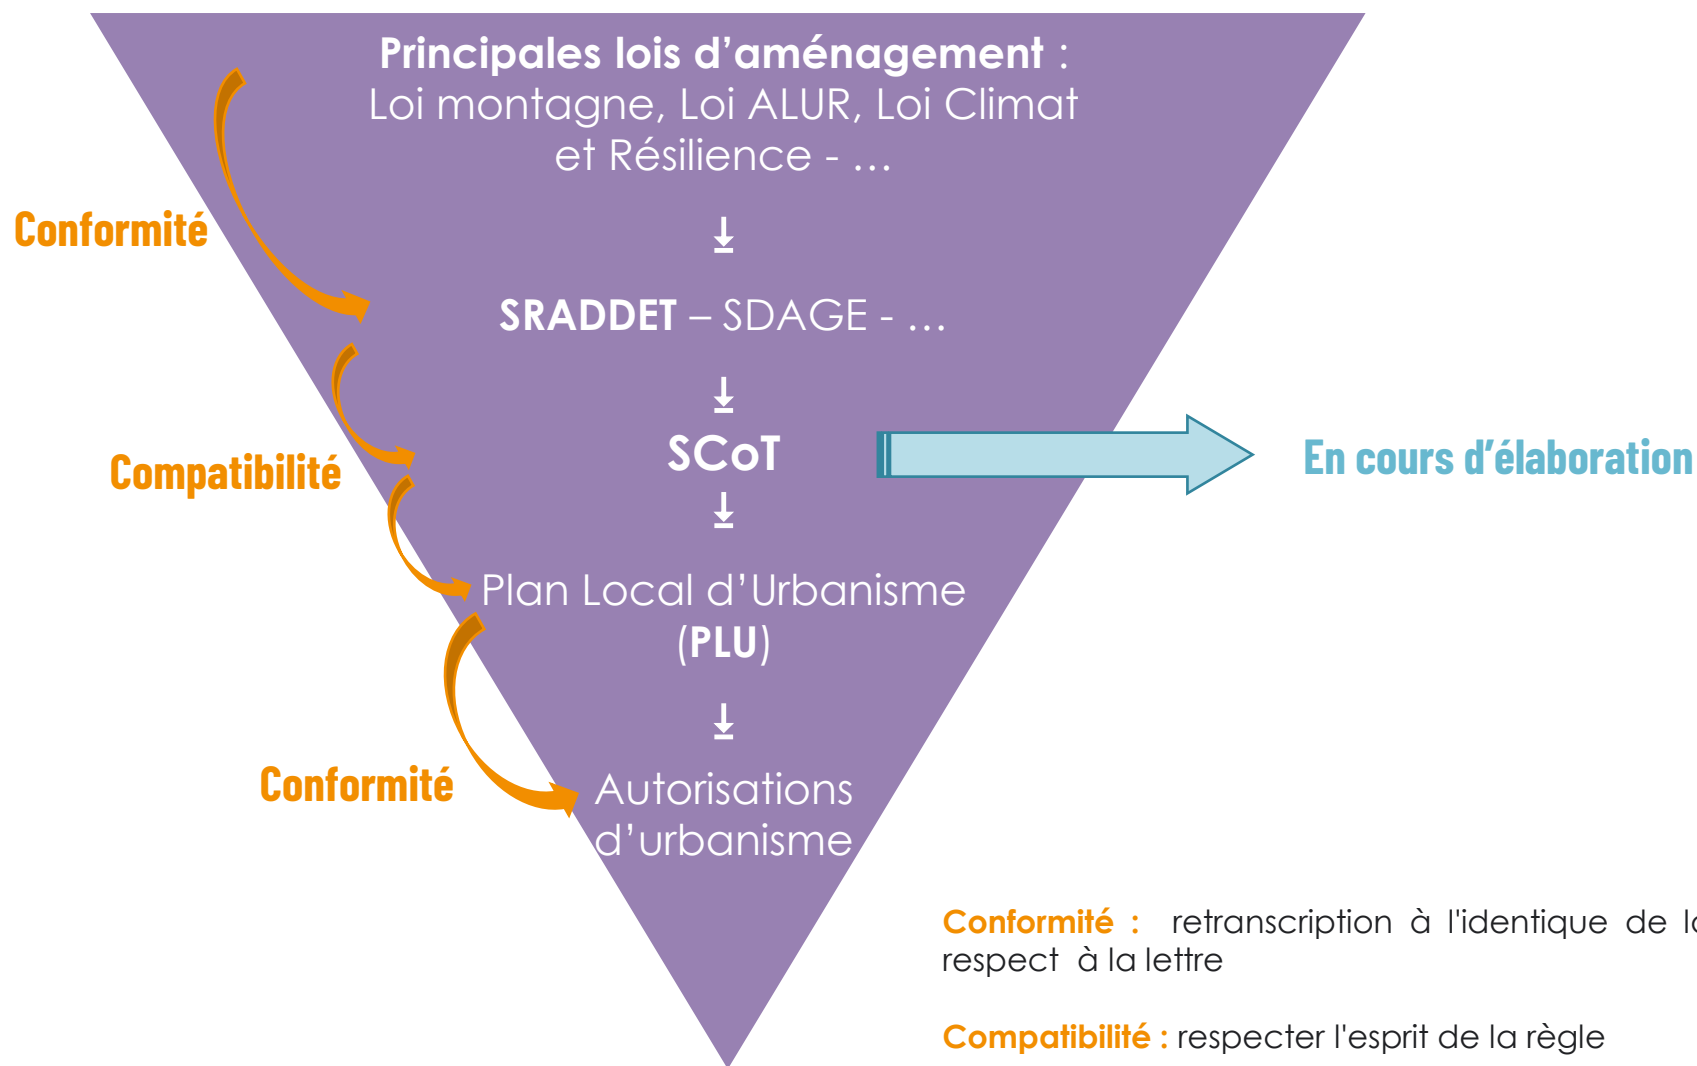 Principales lois d'aménagement :
Loi montagne, Loi ALUR, Loi Climat
et Résilience - …
Conformité
SRADDET – SDAGE - …
Compatibilité
SCoT
En cours d'élaboration
Plan Local d'Urbanisme
(PLU)
Conformité
Autorisations
d'urbanisme
Conformité : retranscription à l'identique de
respect à la lettre
Compatibilité : respecter l'esprit de la règle